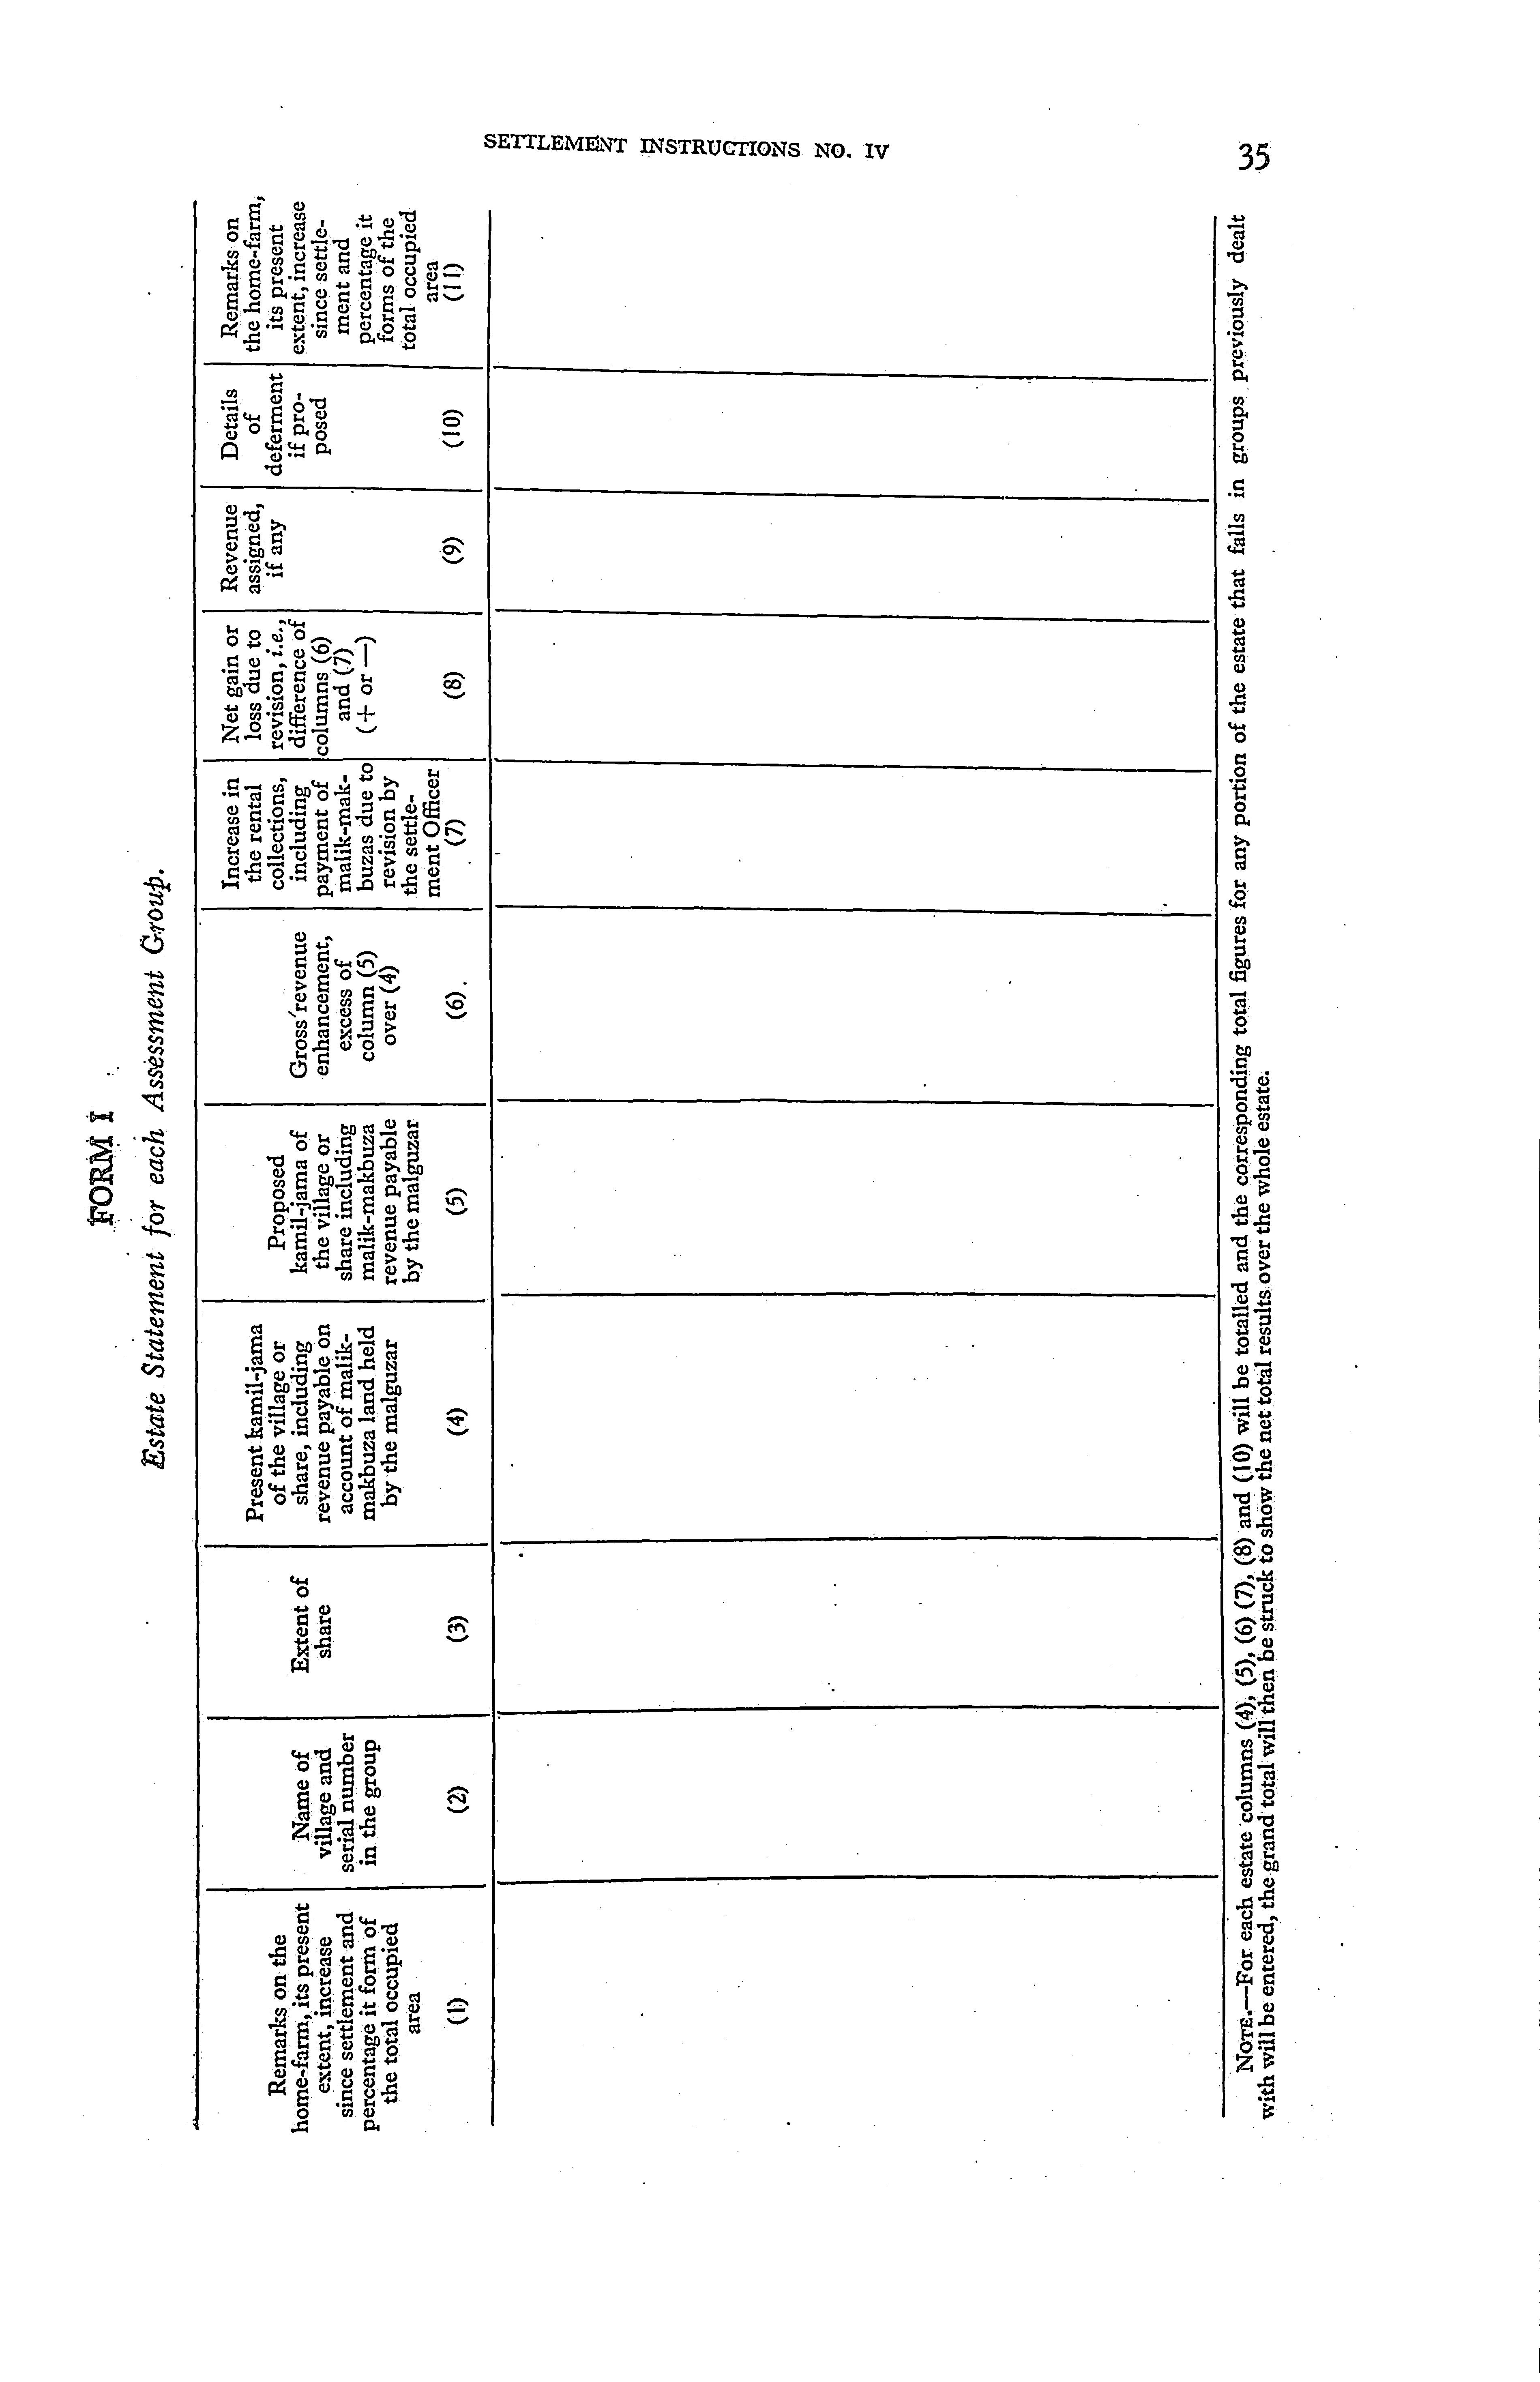 SETTLEMENT INSTRUCTIONS NO. IV
35
FORM I
Estate Statement for each Assessment Group.
Remarks on the
home-farm, its present
extent, increase
since settlement and
percentage it form of
the total occupied
area
(1)
Name of
village and
serial number
in the group
(2)
Extent of
share
(3)
Present kamil-jama
of the village or
share, including
revenue payable on
account of malik-
makbuza land held
by the malguzar
(4)
Proposed
kamil-jama of
the village or
share including
malik-makbuza
revenue payable
by the malguzar
(5)
Gross revenue
enhancement,
excess of
column (5)
over (4)
(6)
Increase in
the rental
collections,
including
payment of
malik-mak-
buzas due to
revision by
the settle-
ment Officer
(7)
Net gain or
loss due to
revision, i.e.,
difference of
columns (6)
and (7)
(+ or —)
(8)
Revenue
assigned,
if any
(9)
Details
of
deferment
if pro-
posed
(10)
Remarks on
the home-farm,
its present
extent, increase
since settle-
ment and
percentage it
forms of the
total occupied
area
(11)
NOTE.—For each estate columns (4), (5), (6) (7), (8) and (10) will be totalled and the corresponding total figures for any portion of the estate that falls in groups previously dealt
with will be entered, the grand total will then be struck to show the net total results over the whole estate.